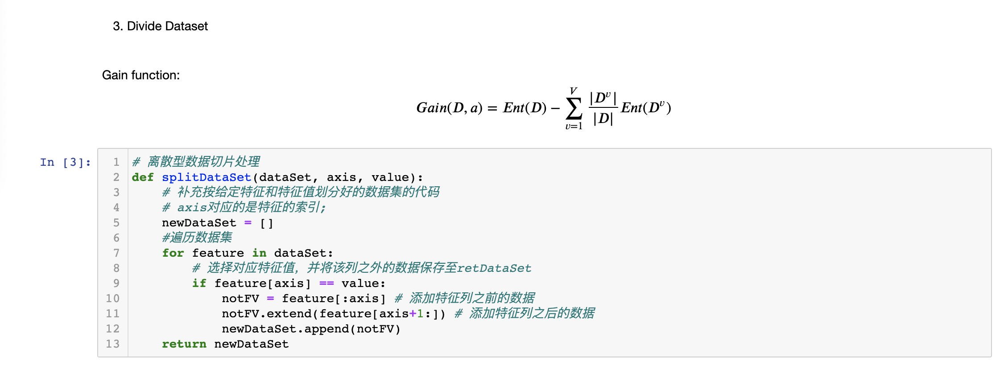 3. Divide Dataset
Gain function:
Gain(D, a) = Ent(D) − ∑_{v=1}^{V} |D^v| / |D| Ent(D^v)
In [3]:
1 # 离散型数据切片处理
2 def splitDataSet(dataSet, axis, value):
3     # 补充按给定特征和特征值划分好的数据集的代码
4     # axis对应的是特征的索引;
5     newDataSet = []
6     #遍历数据集
7     for feature in dataSet:
8         # 选择对应特征值，并将该列之外的数据保存至retDataSet
9         if feature[axis] == value:
10             notFV = feature[:axis] # 添加特征列之前的数据
11             notFV.extend(feature[axis+1:]) # 添加特征列之后的数据
12             newDataSet.append(notFV)
13     return newDataSet